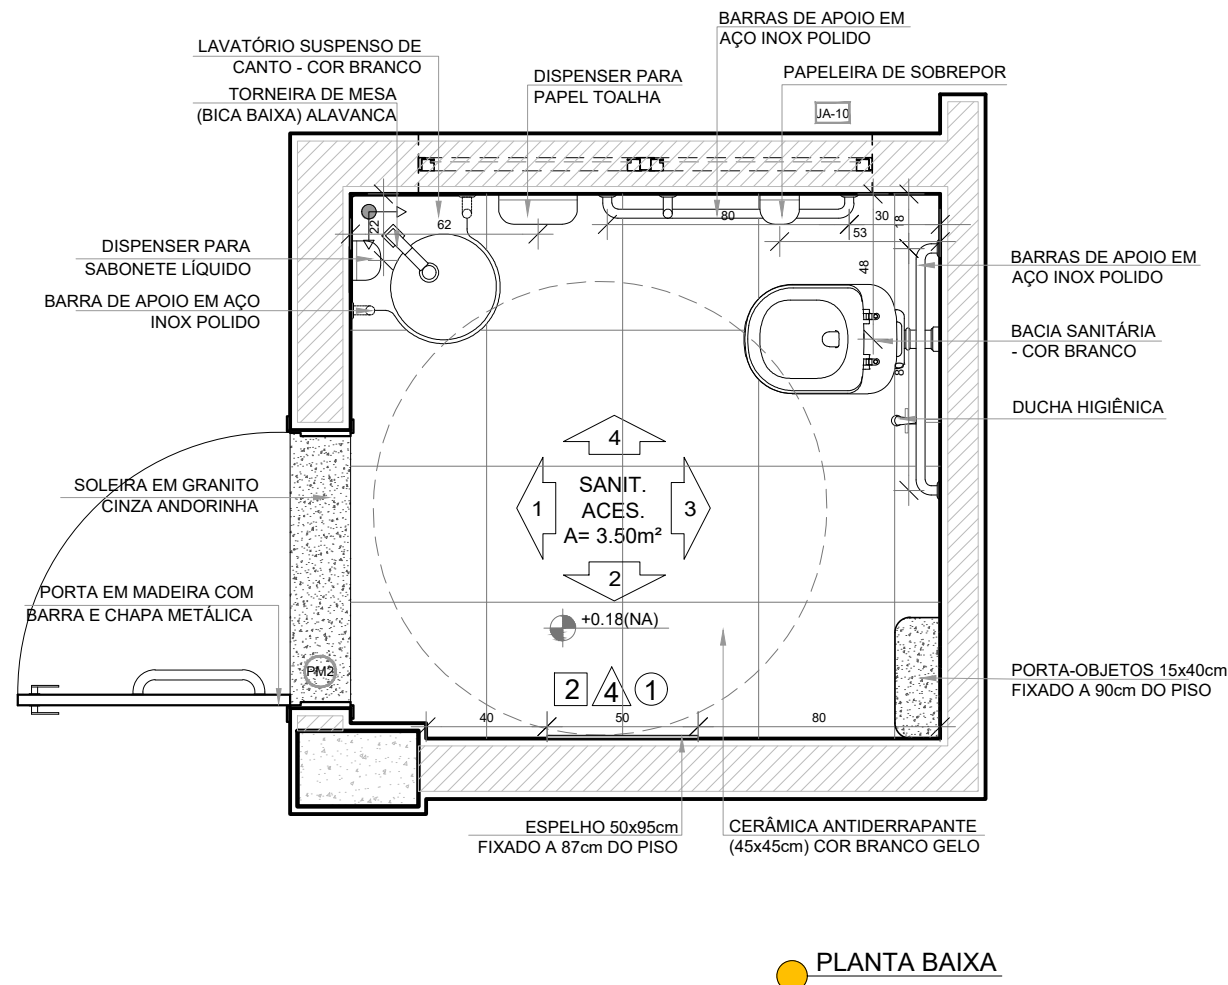 BARRAS DE APOIO EM
AÇO INOX POLIDO
LAVATÓRIO SUSPENSO DE
CANTO - COR BRANCO
TORNEIRA DE MESA
(BICA BAIXA) ALAVANCA
DISPENSER PARA
PAPEL TOALHA
PAPELEIRA DE SOBREPOR
JA-10
80
30
18
22
62
53
48
DISPENSER PARA
SABONETE LÍQUIDO
BARRA DE APOIO EM AÇO
INOX POLIDO
BARRAS DE APOIO EM
AÇO INOX POLIDO
BACIA SANITÁRIA
- COR BRANCO
80
DUCHA HIGIÊNICA
4
SANIT.
ACES.
A= 3.50m²
1
3
2
SOLEIRA EM GRANITO
CINZA ANDORINHA
PORTA EM MADEIRA COM
BARRA E CHAPA METÁLICA
+0.18(NA)
PM2
2
4
1
PORTA-OBJETOS 15x40cm
FIXADO A 90cm DO PISO
40
50
80
ESPELHO 50x95cm
FIXADO A 87cm DO PISO
CERÂMICA ANTIDERRAPANTE
(45x45cm) COR BRANCO GELO
PLANTA BAIXA